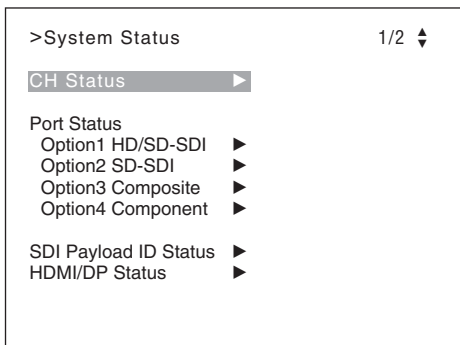 >System Status 1/2
CH Status
Port Status
Option1 HD/SD-SDI
Option2 SD-SDI
Option3 Composite
Option4 Component
SDI Payload ID Status
HDMI/DP Status